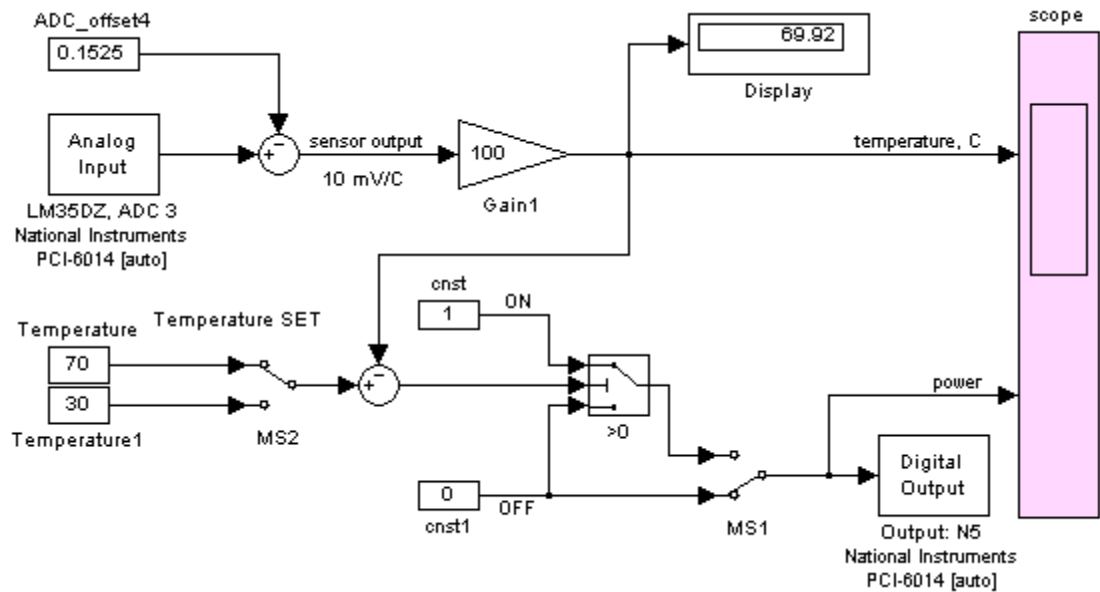 scope
ADC_offset4
0.1525
69.92
Display
Analog
Input
+
−
sensor output
10 mV/C
100
Gain1
temperature, C
LM35DZ, ADC 3
National Instruments
PCI-6014 [auto]
cnst
1
ON
Temperature
Temperature SET
70
30
Temperature1
MS2
+
−
>0
power
0
cnst1
OFF
MS1
Digital
Output
Output: N5
National Instruments
PCI-6014 [auto]